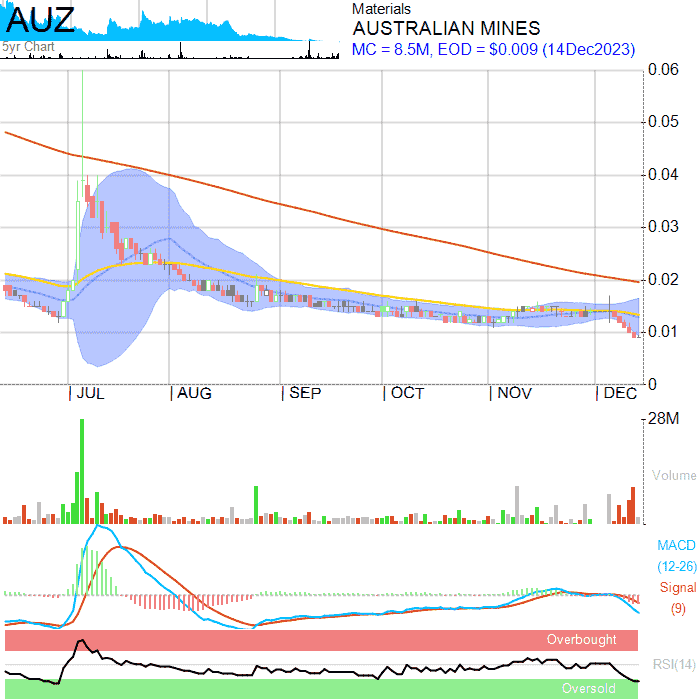 AUZ
5yr Chart
Materials
AUSTRALIAN MINES
MC = 8.5M, EOD = $0.009 (14Dec2023)
0.06
0.05
0.04
0.03
0.02
0.01
0
JUL AUG SEP OCT NOV DEC
28M
Volume
MACD
(12-26)
Signal
(9)
Overbought
RSI(14)
Oversold